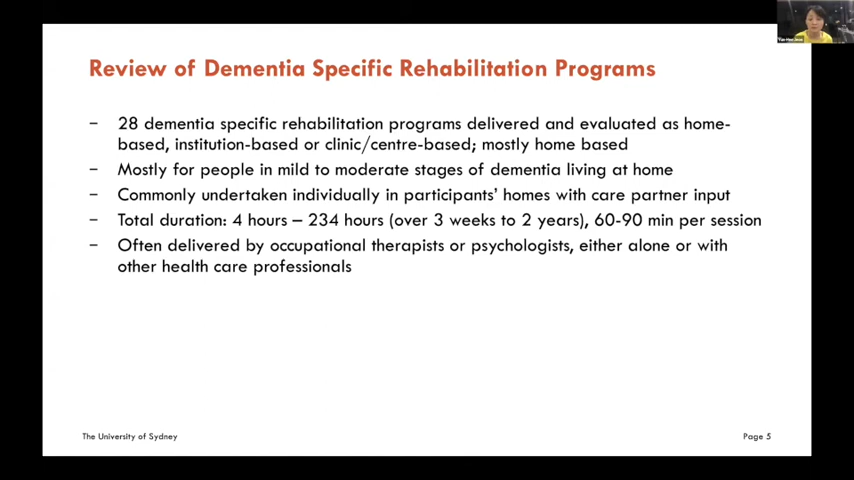 Review of Dementia Specific Rehabilitation Programs
– 28 dementia specific rehabilitation programs delivered and evaluated as home-
based, institution-based or clinic/centre-based; mostly home based
– Mostly for people in mild to moderate stages of dementia living at home
– Commonly undertaken individually in participants’ homes with care partner input
– Total duration: 4 hours – 234 hours (over 3 weeks to 2 years), 60-90 min per session
– Often delivered by occupational therapists or psychologists, either alone or with
other health care professionals
The University of Sydney
Page 5